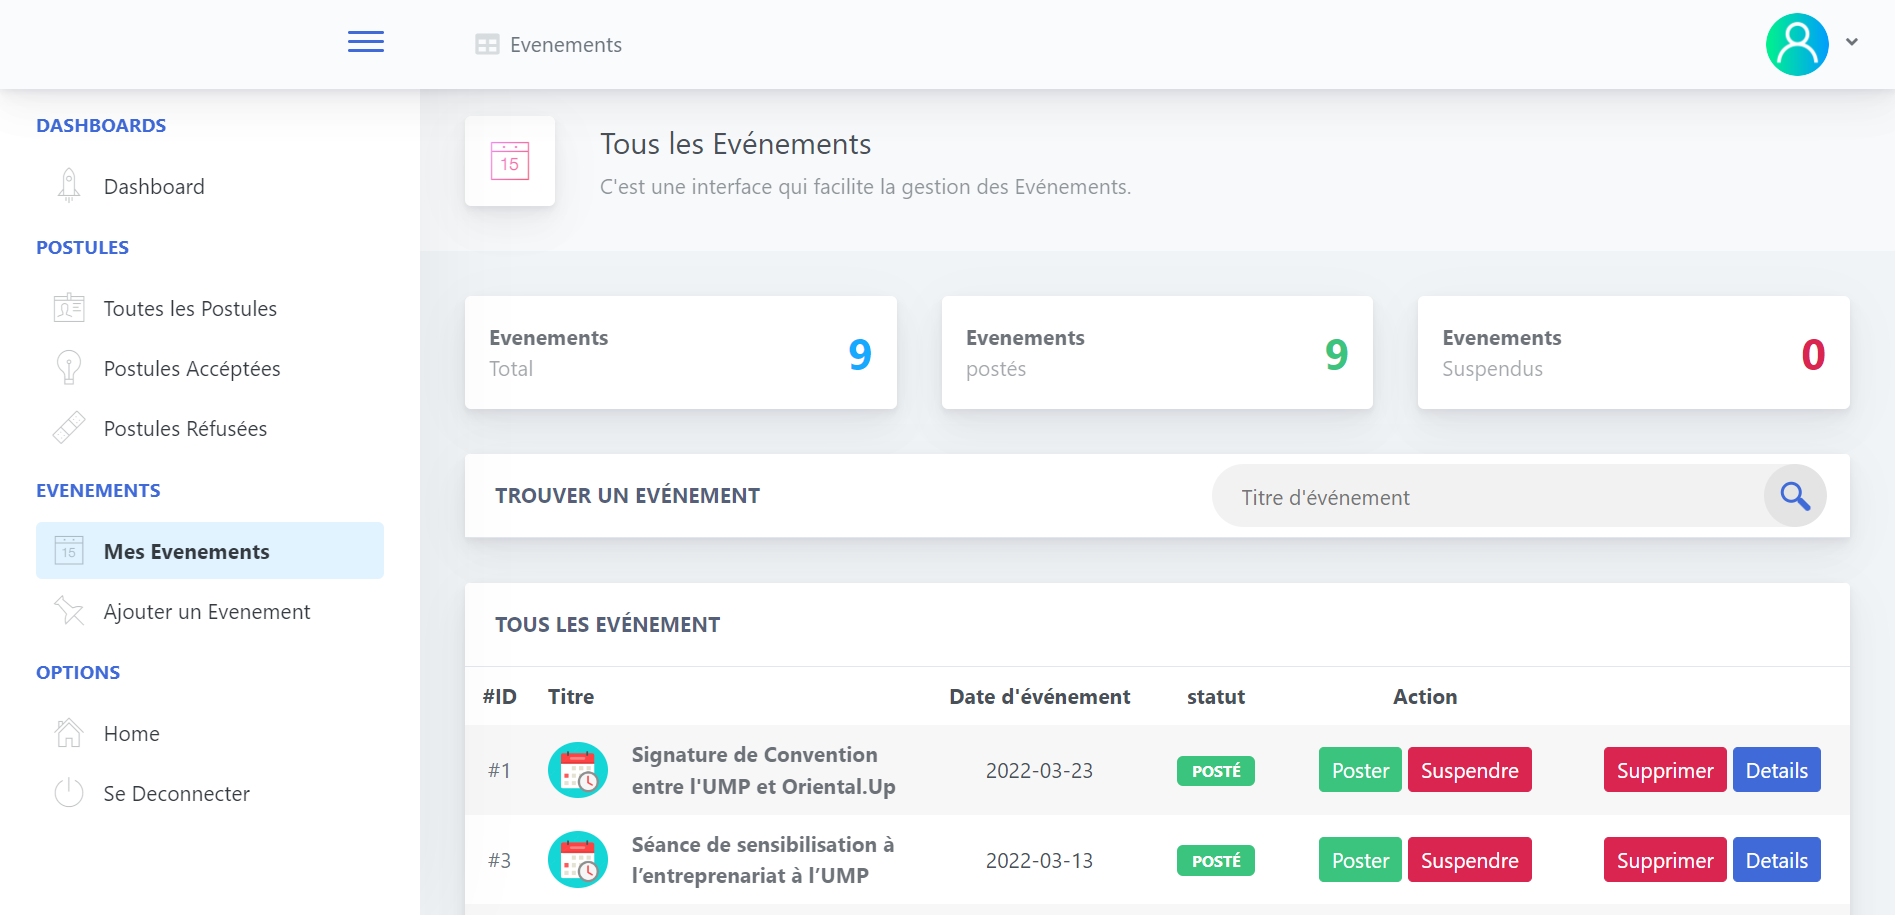 Evenements
DASHBOARDS
Dashboard
POSTULES
Toutes les Postules
Postules Accéptées
Postules Réfusées
EVENEMENTS
15
Mes Evenements
Ajouter un Evenement
OPTIONS
Home
Se Deconnecter
15
Tous les Evénements
C'est une interface qui facilite la gestion des Evénements.
Evenements
Total
9
Evenements
postés
9
Evenements
Suspendus
0
TROUVER UN EVÉNEMENT
Titre d'événement
TOUS LES EVÉNEMENT
#ID Titre Date d'événement statut Action
#1 Signature de Convention entre l'UMP et Oriental.Up 2022-03-23 POSTÉ Poster Suspendre Supprimer Details
#3 Séance de sensibilisation à l’entreprenariat à l’UMP 2022-03-13 POSTÉ Poster Suspendre Supprimer Details